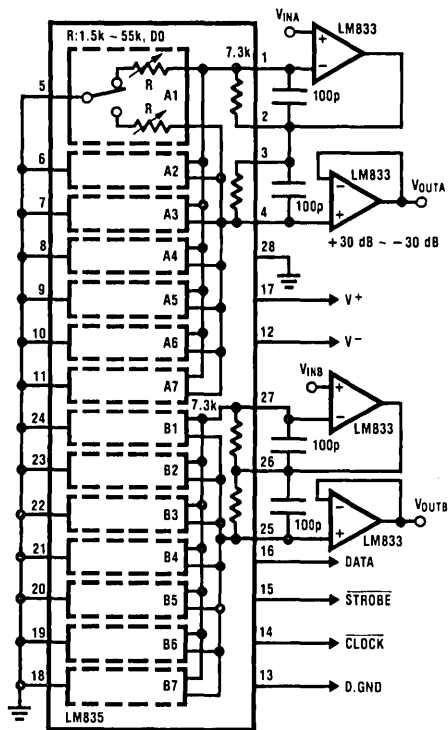 R:1.5k ~ 55k, D0
VINA
LM833
7.3k
1
+
−
5
R
A1
100p
R
2
3
6
A2
−
LM833
VOUTA
7
A3
4
100p
+
+30 dB ~ −30 dB
8
A4
28
9
A5
17
V+
10
A6
12
V−
11
A7
VINB
7.3k
27
+
24
B1
−
LM833
100p
23
B2
26
22
B3
−
VOUTB
25
100p
+
LM833
21
B4
16
DATA
20
B5
15
STROBE
19
B6
14
CLOCK
18
B7
13
D.GND
LM835